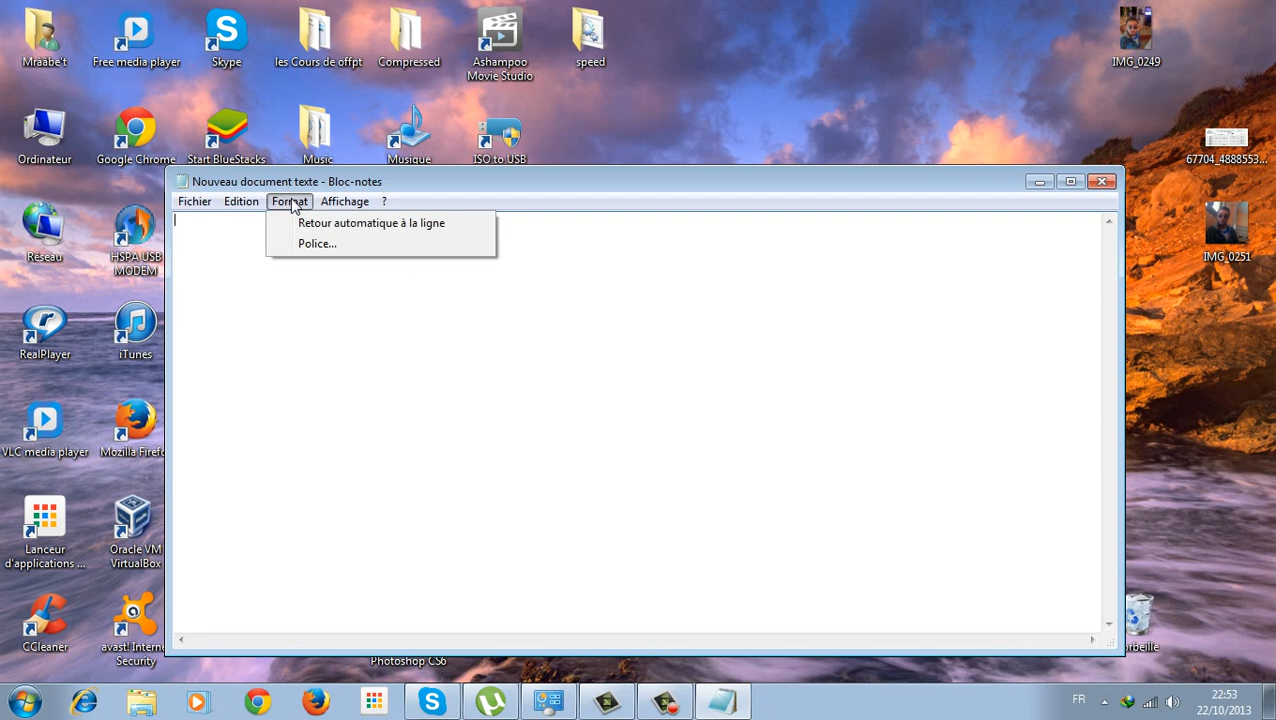 Mraâbe't
Free media player
Skype
les Cours de offpt
Compressed
Ashampoo
Movie Studio
speed
IMG_0249
Ordinateur
Google Chrome
Start BlueStacks
Music
Musique
ISO to USB
67704_4888553...
Nouveau document texte - Bloc-notes
Fichier
Edition
Format
Affichage
?
Retour automatique à la ligne
Police...
Réseau
HSPA USB
MODEM
IMG_0251
RealPlayer
iTunes
VLC media player
Mozilla Firefo
Lanceur
d'applications ...
Oracle VM
VirtualBox
CCleaner
avast! Interne
Security
Photoshop CS6
orbeille
FR
22:53
22/10/2013